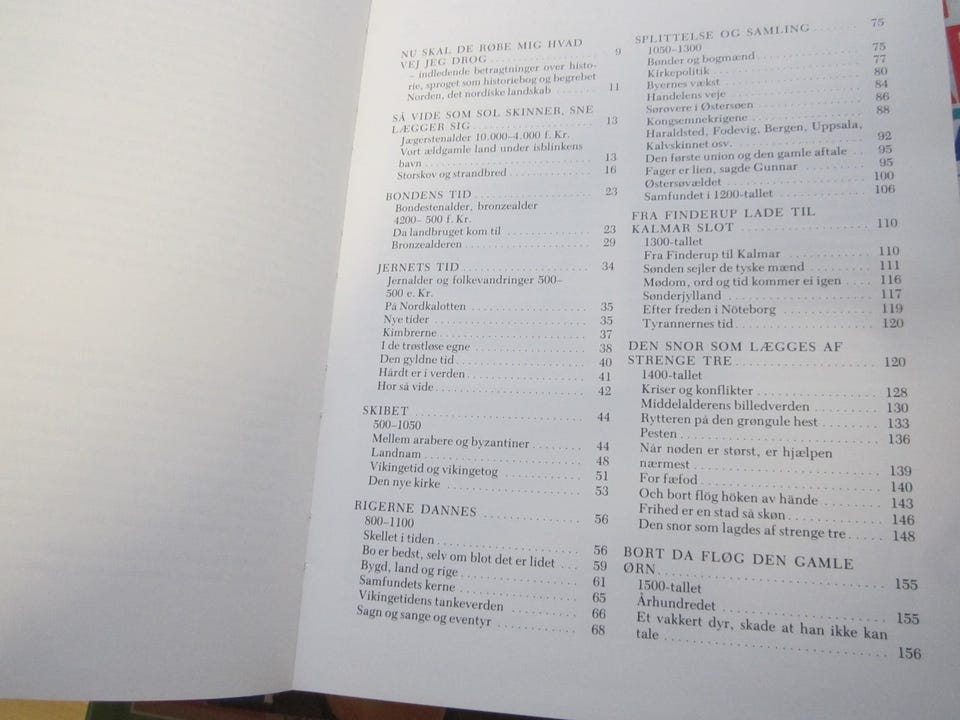 NU SKAL DE RØBE MIG HVAD
VEJ JEG DROG 9
– indledende betragtninger over histo-
rie, sproget som historiebog og begrebet
Norden, det nordiske landskab 11
SÅ VIDE SOM SOL SKINNER, SNE
LÆGGER SIG 13
Jægerstenalder 10.000–4.000 f. Kr.
Vort ældgamle land under isblinkens
bavn 13
Storskov og strandbred 16
BONDENS TID 23
Bondestenalder, bronzealder
4200– 500 f. Kr.
Da landbruget kom til 23
Bronzealderen 29
JERNETS TID 34
Jernalder og folkevandringer 500–
500 e. Kr.
På Nordkalotten 35
Nye tider 35
Kimbrerne 37
I de trøstløse egne 38
Den gyldne tid 40
Hårdt er i verden 41
Hor så vide 42
SKIBET 44
500–1050
Mellem arabere og byzantiner 44
Landnam 48
Vikingetid og vikingetog 51
Den nye kirke 53
RIGERNE DANNES 56
800–1100
Skellet i tiden 56
Bo er bedst, selv om blot det er lidet 59
Bygd, land og rige 61
Samfundets kerne 65
Vikingetidens tankeverden 66
Sagn og sange og eventyr 68
SPLITTELSE OG SAMLING 75
1050–1300
Bønder og bogmænd 75
Kirkepolitik 77
Byernes vækst 80
Handelens veje 84
Sørøvere i Østersøen 86
Kongsemnekrigene 88
Haraldsted, Fodevig, Bergen, Uppsala,
Kalvskinnet osv. 92
Den første union og den gamle aftale 95
Fager er lien, sagde Gunnar 95
Østersøvældet 100
Samfundet i 1200-tallet 106
FRA FINDERUP LADE TIL
KALMAR SLOT 110
1300-tallet
Fra Finderup til Kalmar 110
Sønden sejler de tyske mænd 111
Mødom, ord og tid kommer ei igen 116
Sønderjylland 117
Efter freden i Nöteborg 119
Tyrannernes tid 120
DEN SNOR SOM LÆGGES AF
STRENGE TRE 120
1400-tallet
Kriser og konflikter 128
Middelalderens billedverden 130
Rytteren på den grøngule hest 133
Pesten 136
Når nøden er størst, er hjælpen
nærmest 139
For fæfod 140
Och bort flög höken av hände 143
Frihed er en stad så skøn 146
Den snor som lagdes af strenge tre 148
BORT DA FLØG DEN GAMLE
ØRN 155
1500-tallet
Århundredet 155
Et vakkert dyr, skade at han ikke kan
tale 156